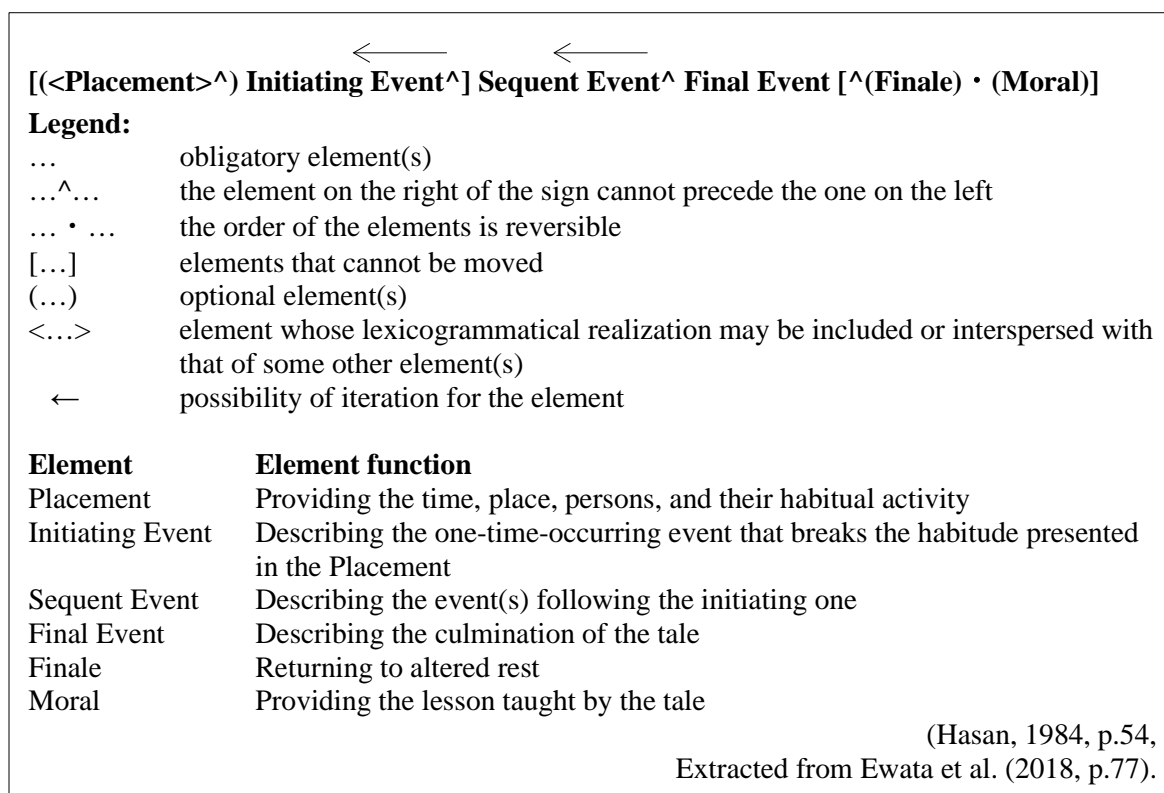 [(<Placement>^) Initiating Event^] Sequent Event^ Final Event [^(Finale)・(Moral)]
Legend:
… obligatory element(s)
…^… the element on the right of the sign cannot precede the one on the left
…・… the order of the elements is reversible
[…] elements that cannot be moved
(…) optional element(s)
<…> element whose lexicogrammatical realization may be included or interspersed with
that of some other element(s)
← possibility of iteration for the element
Element Element function
Placement Providing the time, place, persons, and their habitual activity
Initiating Event Describing the one-time-occurring event that breaks the habitude presented
in the Placement
Sequent Event Describing the event(s) following the initiating one
Final Event Describing the culmination of the tale
Finale Returning to altered rest
Moral Providing the lesson taught by the tale
(Hasan, 1984, p.54,
Extracted from Ewata et al. (2018, p.77).